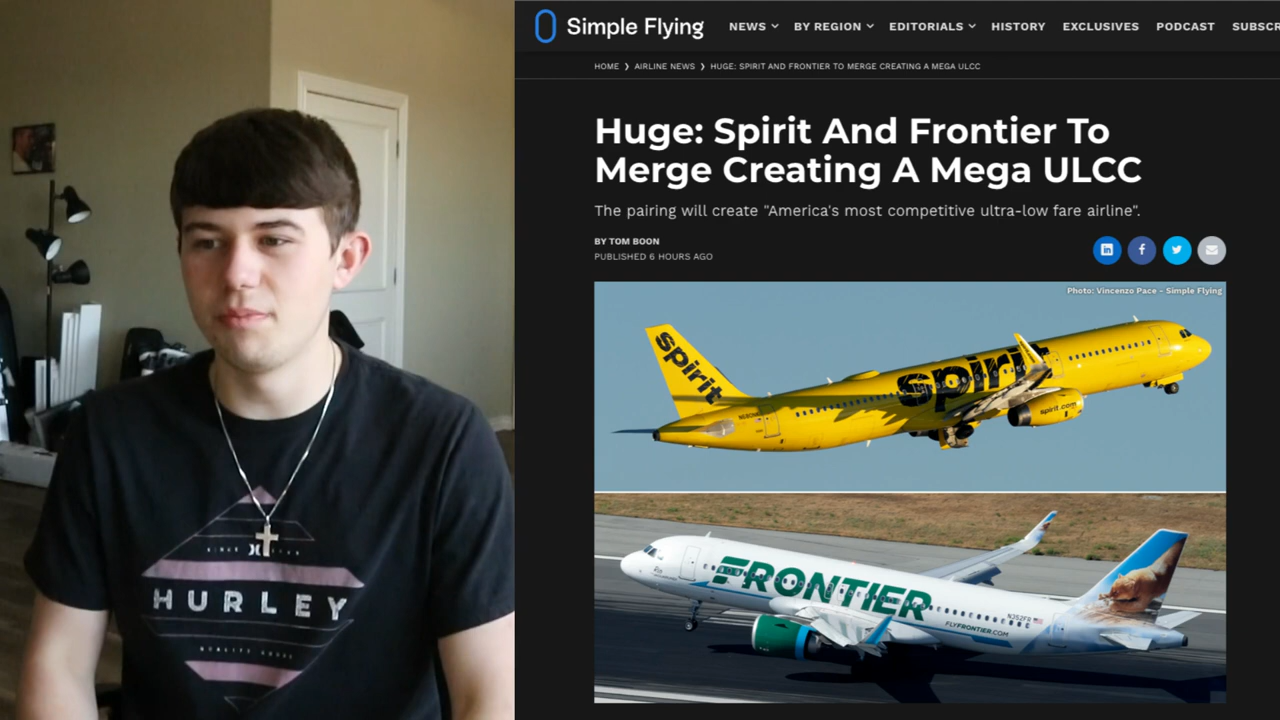 Simple Flying
NEWS BY REGION EDITORIALS HISTORY EXCLUSIVES PODCAST SUBSCR
HOME ❯ AIRLINE NEWS ❯ HUGE: SPIRIT AND FRONTIER TO MERGE CREATING A MEGA ULCC
Huge: Spirit And Frontier To
Merge Creating A Mega ULCC
The pairing will create "America's most competitive ultra-low fare airline".
BY TOM BOON
PUBLISHED 6 HOURS AGO
Photo: Vincenzo Pace - Simple Flying
spirit
spirit
spirit.com
FRONTIER
N352FR
FLYFRONTIER.COM
HURLEY
QUALITY GOODS